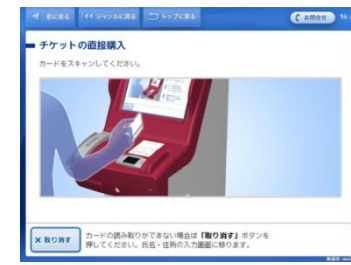 前に戻る
ジャンルに戻る
トップに戻る
お問合せ
16:
チケットの直接購入
カードをスキャンしてください。
× 取り消す
カードの読み取りができない場合は「取り消す」ボタンを
押してください。氏名・住所の入力画面に移ります。